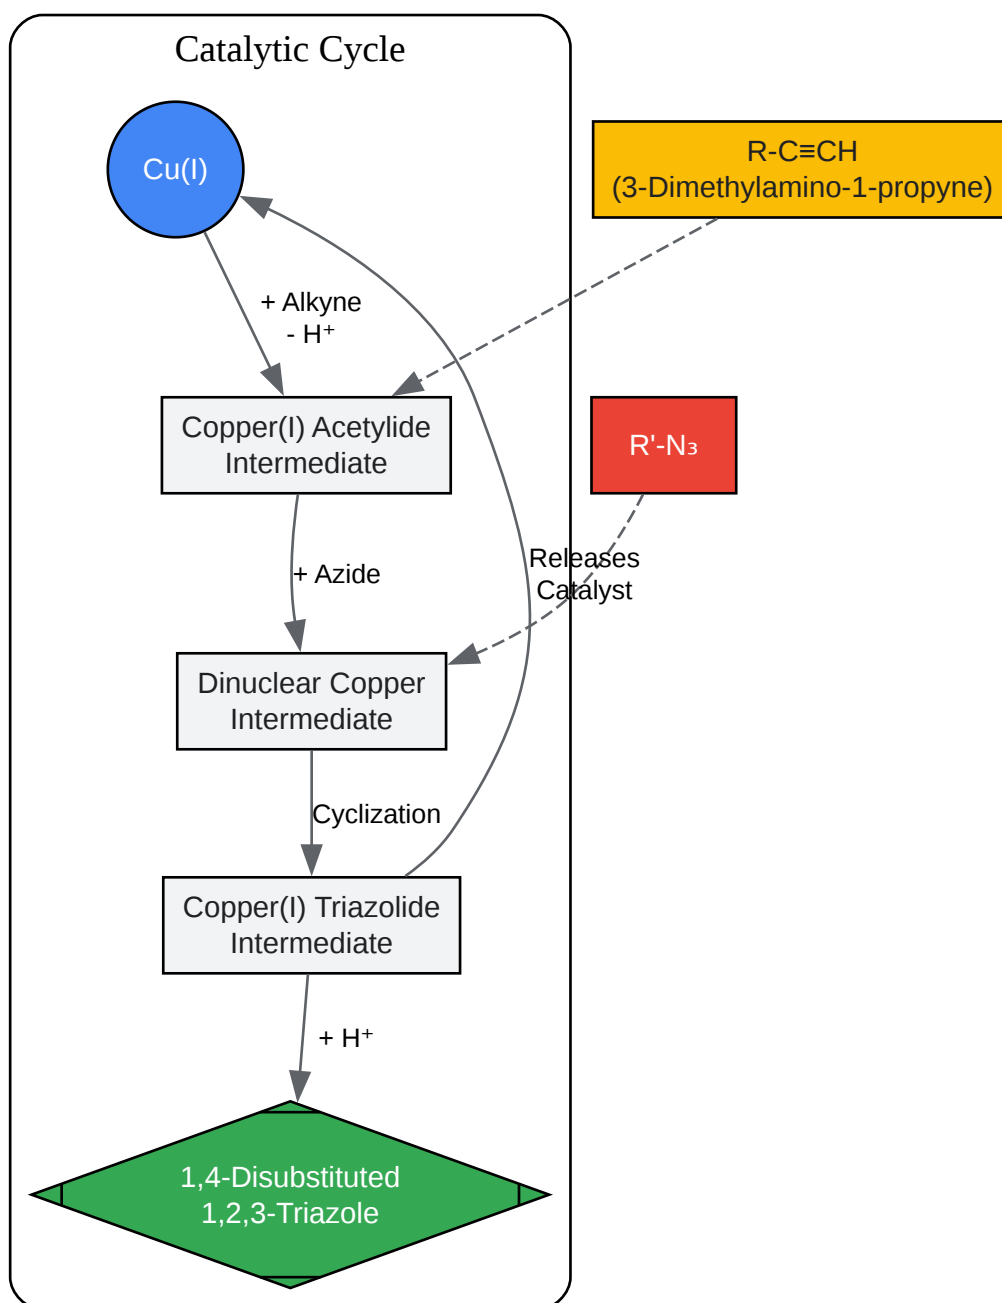 Catalytic Cycle
Cu(I)
R-C≡CH
(3-Dimethylamino-1-propyne)
+ Alkyne
- H⁺
Copper(I) Acetylide
Intermediate
R'-N₃
+ Azide
Releases
Catalyst
Dinuclear Copper
Intermediate
Cyclization
Copper(I) Triazolide
Intermediate
+ H⁺
1,4-Disubstituted
1,2,3-Triazole